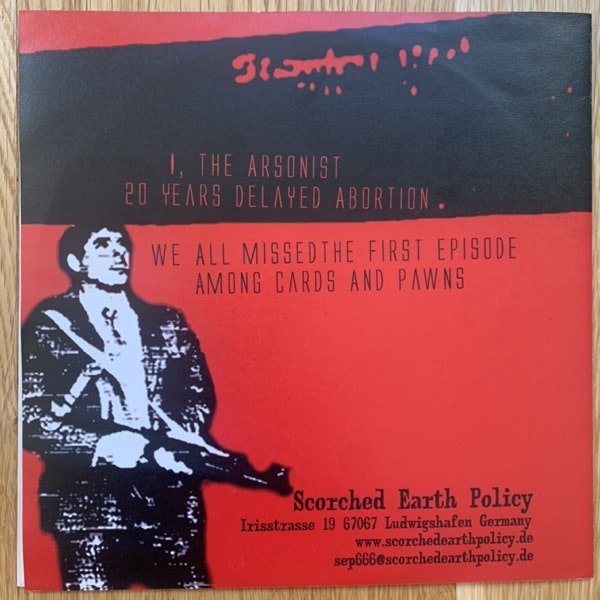 I, THE ARSONIST
20 YEARS DELAYED ABORTION.
WE ALL MISSEDTHE FIRST EPISODE
AMONG CARDS AND PAWNS
Scorched Earth Policy
Irisstrasse 19 67067 Ludwigshafen Germany
www.scorchedearthpolicy.de
sep666@scorchedearthpolicy.de